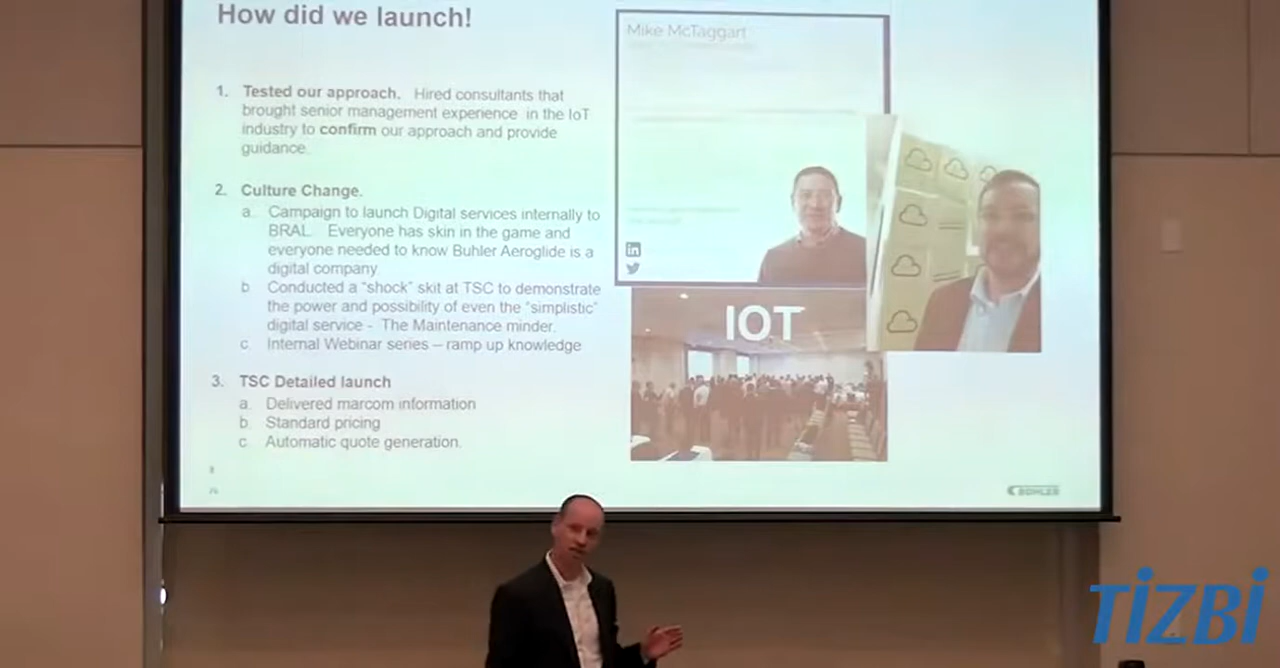 How did we launch!
1. Tested our approach. Hired consultants that
brought senior management experience in the IoT
industry to confirm our approach and provide
guidance.
2. Culture Change.
a. Campaign to launch Digital services internally to
BRAL. Everyone has skin in the game and
everyone needed to know Buhler Aeroglide is a
digital company
b Conducted a "shock" skit at TSC to demonstrate
the power and possibility of even the "simplistic"
digital service - The Maintenance minder.
c. Internal Webinar series – ramp up knowledge
3. TSC Detailed launch
a. Delivered marcom information
b. Standard pricing
c. Automatic quote generation.
Mike McTaggart
in
IOT
BÜHLER
TiZBi